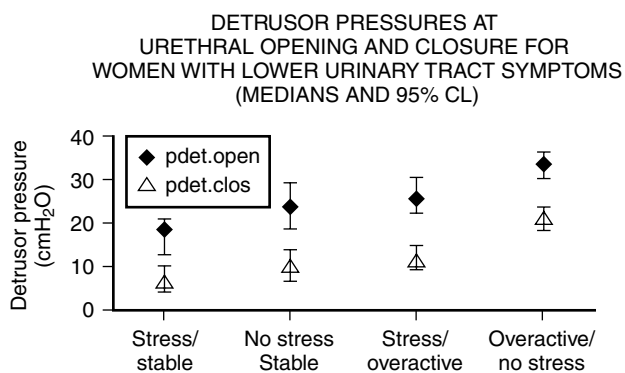 DETRUSOR PRESSURES AT
URETHRAL OPENING AND CLOSURE FOR
WOMEN WITH LOWER URINARY TRACT SYMPTOMS
(MEDIANS AND 95% CL)
Detrusor pressure
(cmH₂O)
40
30
20
10
0
pdet.open
pdet.clos
Stress/
stable
No stress
Stable
Stress/
overactive
Overactive/
no stress